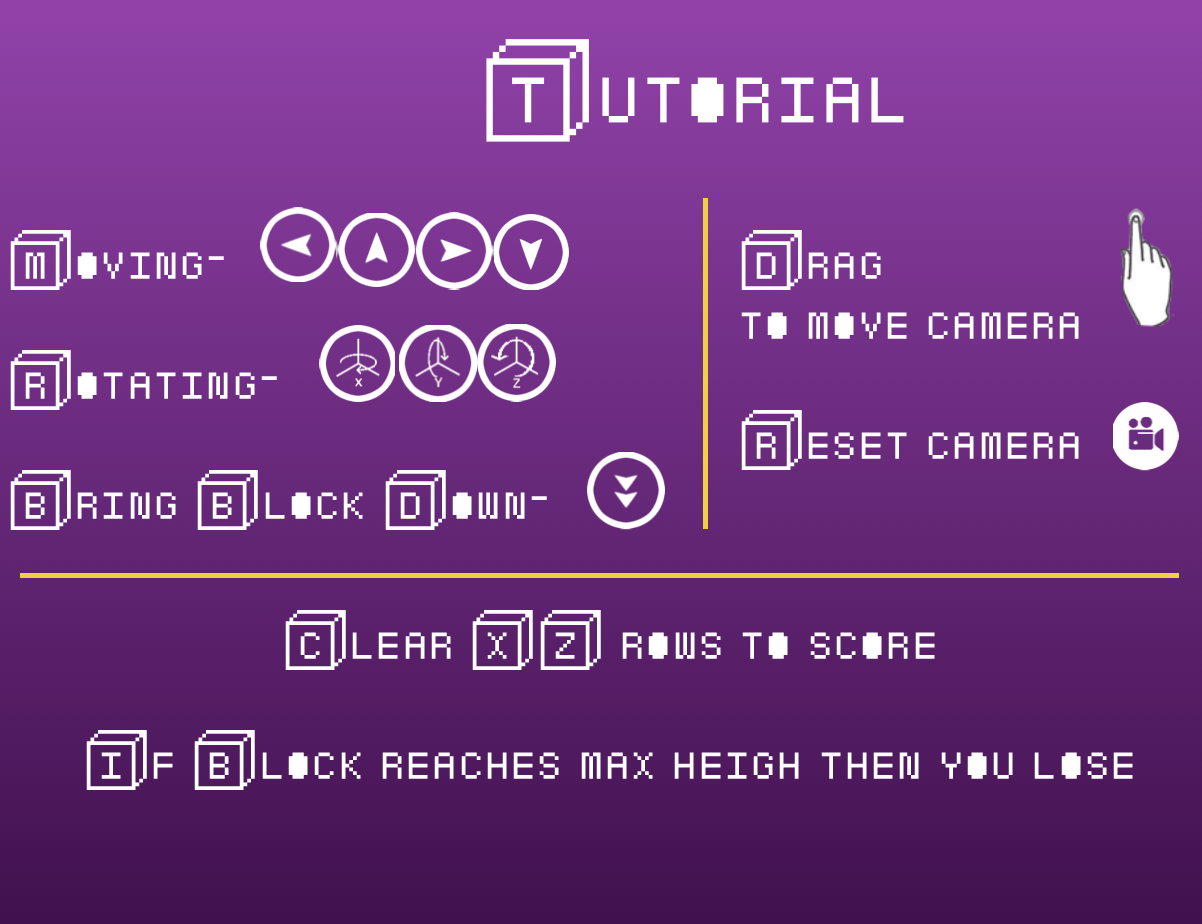 Tutorial
Moving-
Rotating- X Y Z
Bring Block Down-
Drag
to move camera
Reset camera
Clear XZ rows to score
If Block reaches max heigh then you lose